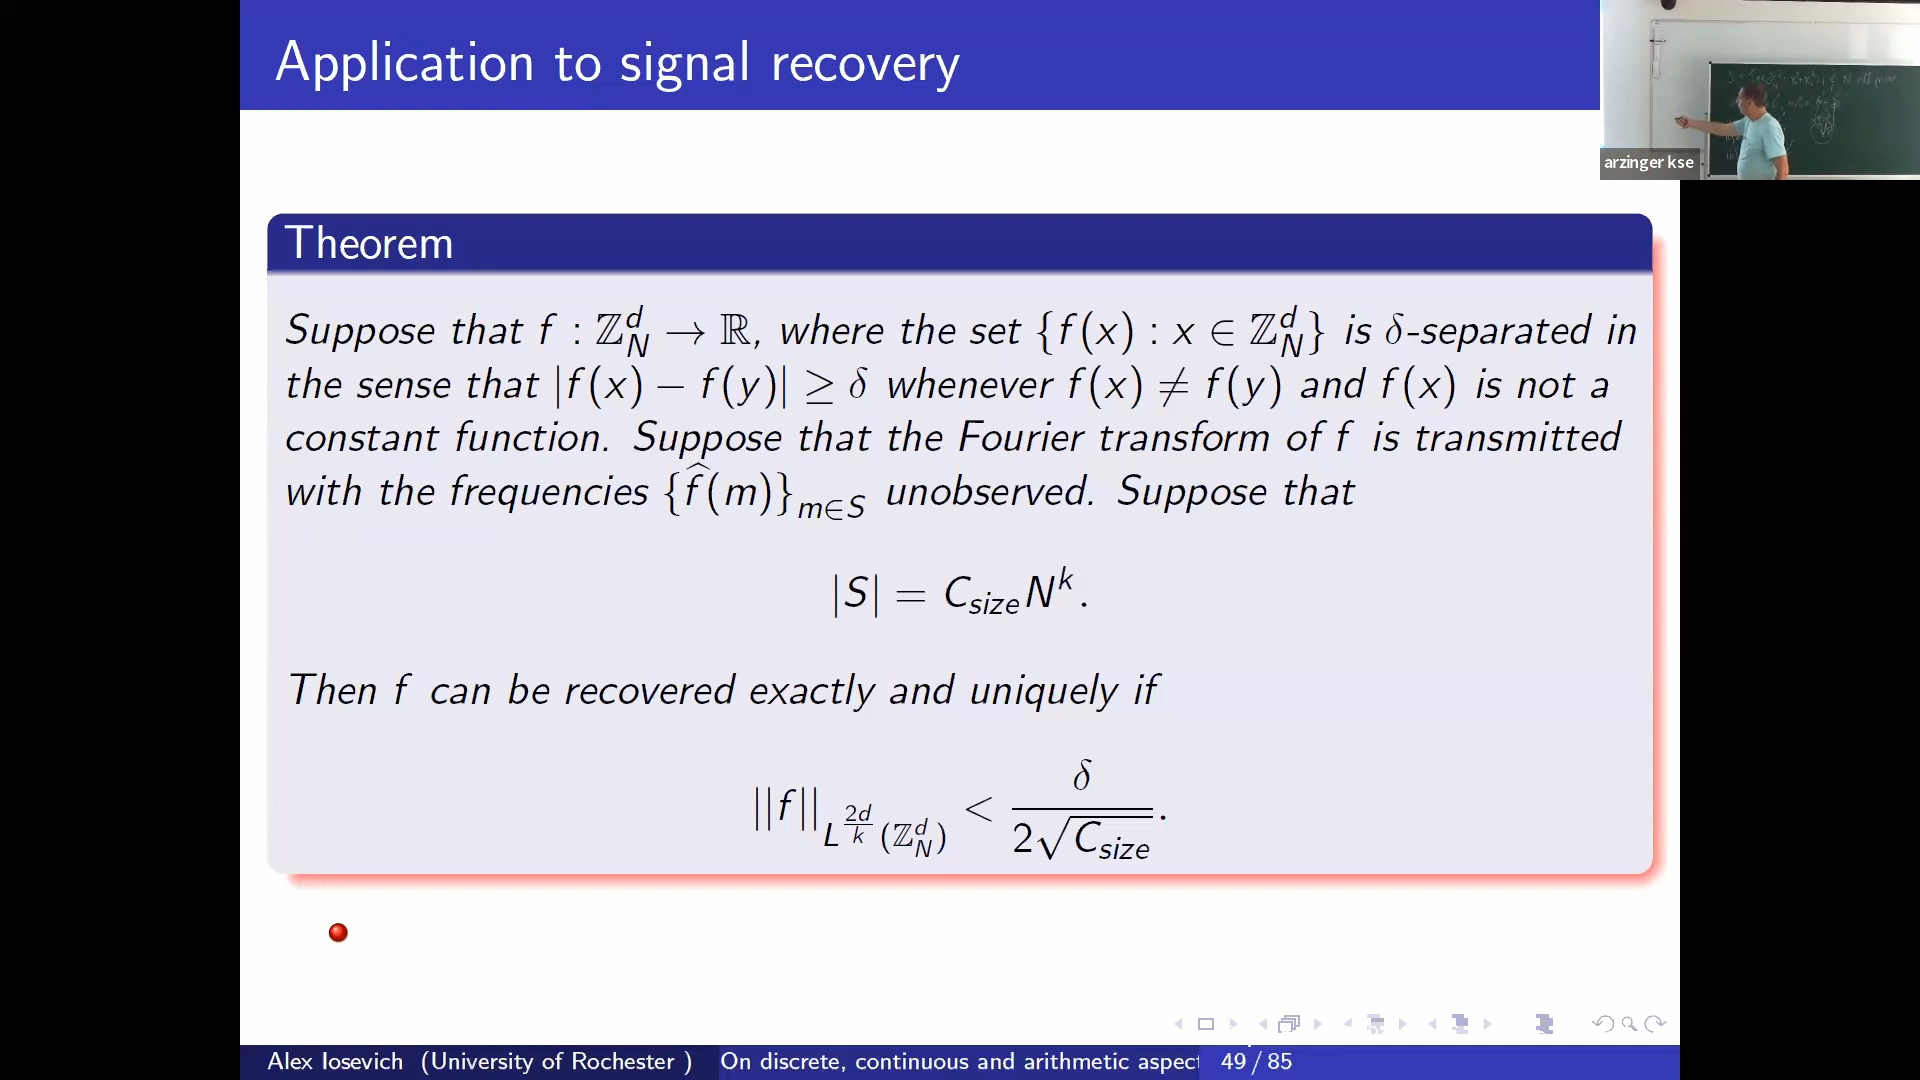 Application to signal recovery
arzinger kse
Theorem
Suppose that f : ℤ_N^d → ℝ, where the set {f(x) : x ∈ ℤ_N^d} is δ-separated in
the sense that |f(x) − f(y)| ≥ δ whenever f(x) ≠ f(y) and f(x) is not a
constant function. Suppose that the Fourier transform of f is transmitted
with the frequencies {f̂(m)}_{m∈S} unobserved. Suppose that
|S| = C_{size} N^k.
Then f can be recovered exactly and uniquely if
||f||_{L^{\frac{2d}{k}}(ℤ_N^d)} < \frac{δ}{2\sqrt{C_{size}}}.
Alex Iosevich (University of Rochester ) On discrete, continuous and arithmetic aspect 49 / 85